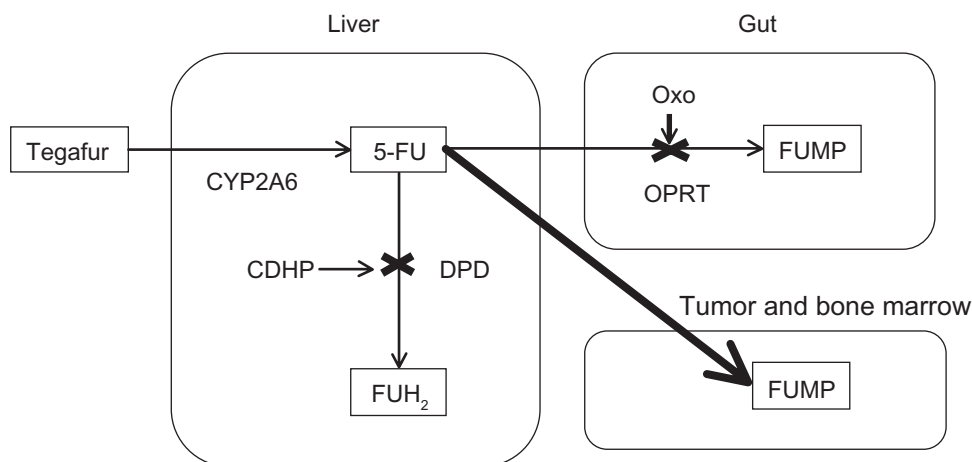 Liver
Gut
Oxo
Tegafur
5-FU
FUMP
CYP2A6
OPRT
CDHP
DPD
Tumor and bone marrow
FUH₂
FUMP